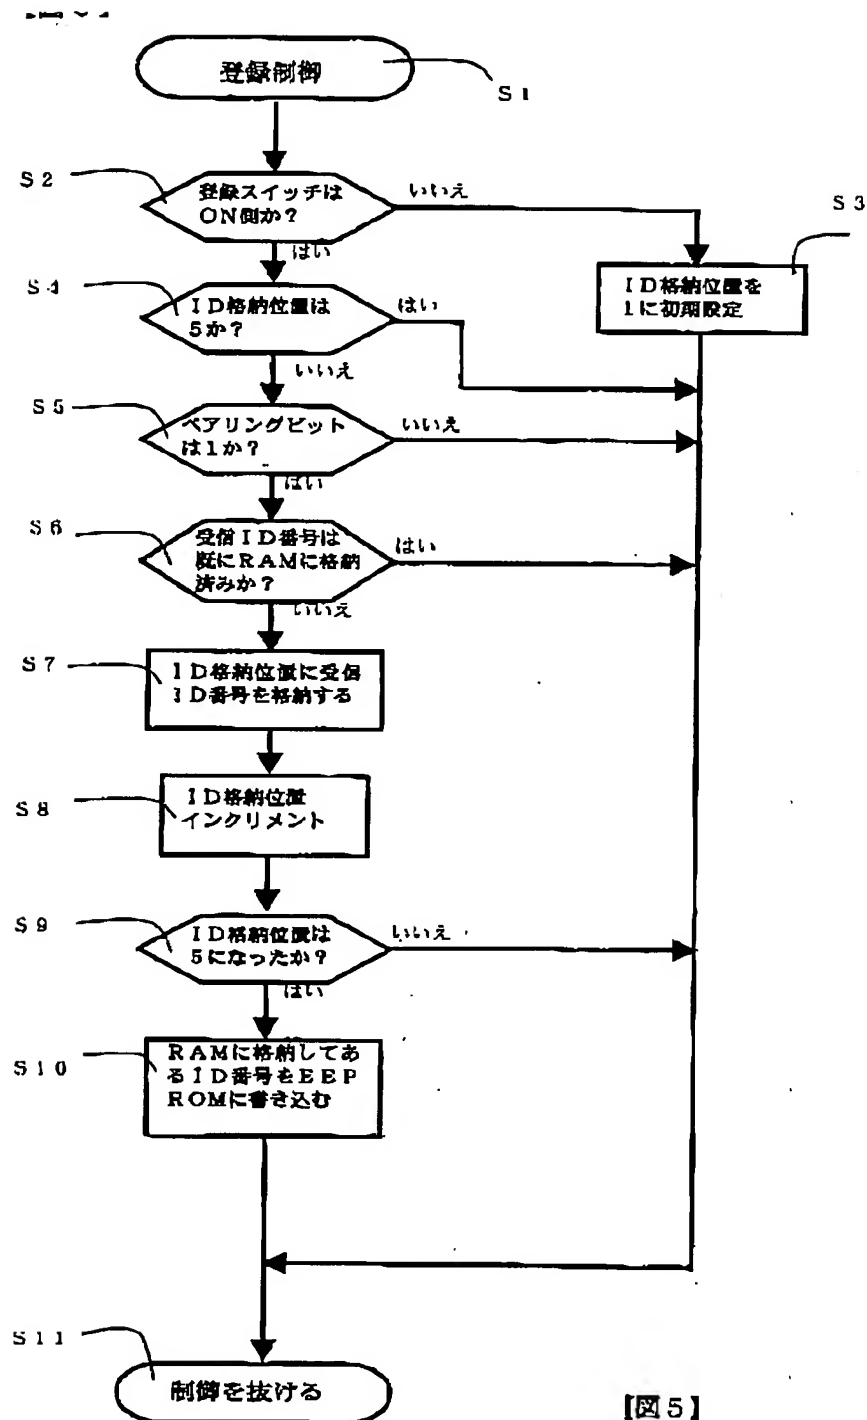 登録制御
S1
S2
登録スイッチは
ON側か?
いいえ
はい
S3
ID格納位置を
1に初期設定
S4
ID格納位置は
5か?
はい
いいえ
S5
ペアリングビット
は1か?
いいえ
はい
S6
受信ID番号は
既にRAMに格納
済みか?
はい
いいえ
S7
ID格納位置に受信
ID番号を格納する
S8
ID格納位置
インクリメント
S9
ID格納位置は
5になったか?
いいえ
はい
S10
RAMに格納してあ
るID番号をEEP
ROMに書き込む
S11
制御を抜ける
【図5】